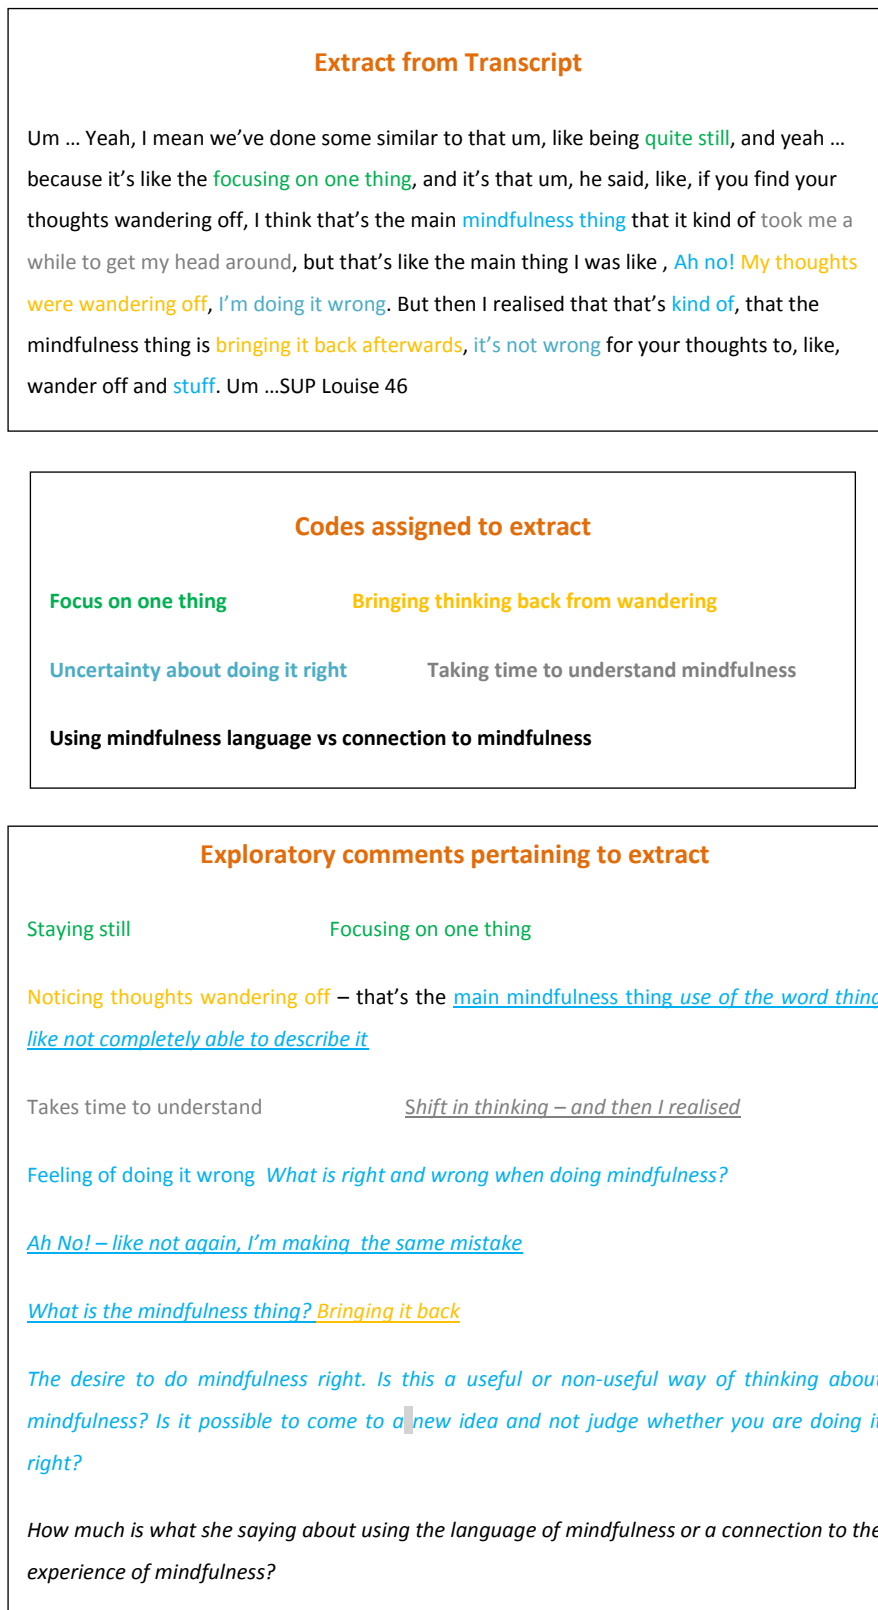 Extract from Transcript
Um … Yeah, I mean we’ve done some similar to that um, like being quite still, and yeah …
because it’s like the focusing on one thing, and it’s that um, he said, like, if you find your
thoughts wandering off, I think that’s the main mindfulness thing that it kind of took me a
while to get my head around, but that’s like the main thing I was like , Ah no! My thoughts
were wandering off, I’m doing it wrong. But then I realised that that’s kind of, that the
mindfulness thing is bringing it back afterwards, it’s not wrong for your thoughts to, like,
wander off and stuff. Um …SUP Louise 46
Codes assigned to extract
Focus on one thing Bringing thinking back from wandering
Uncertainty about doing it right Taking time to understand mindfulness
Using mindfulness language vs connection to mindfulness
Exploratory comments pertaining to extract
Staying still Focusing on one thing
Noticing thoughts wandering off – that’s the main mindfulness thing use of the word thing
like not completely able to describe it
Takes time to understand Shift in thinking – and then I realised
Feeling of doing it wrong What is right and wrong when doing mindfulness?
Ah No! – like not again, I’m making the same mistake
What is the mindfulness thing? Bringing it back
The desire to do mindfulness right. Is this a useful or non-useful way of thinking about
mindfulness? Is it possible to come to a new idea and not judge whether you are doing it
right?
How much is what she saying about using the language of mindfulness or a connection to the
experience of mindfulness?